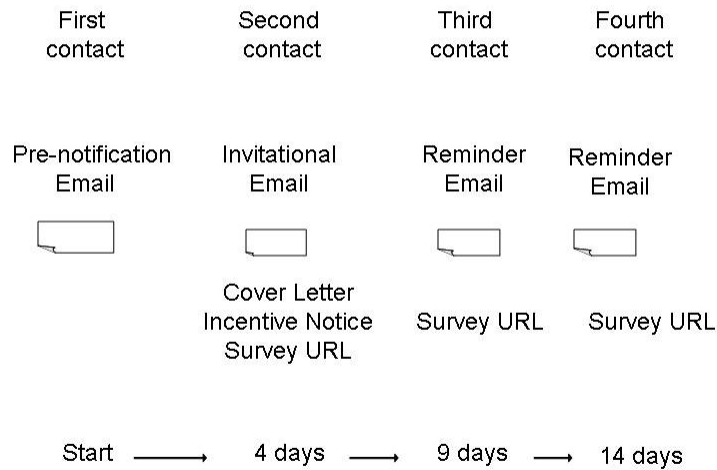 First contact
Second contact
Third contact
Fourth contact
Pre-notification Email
Invitational Email
Reminder Email
Reminder Email
Cover Letter
Incentive Notice
Survey URL
Survey URL
Survey URL
Start
4 days
9 days
14 days